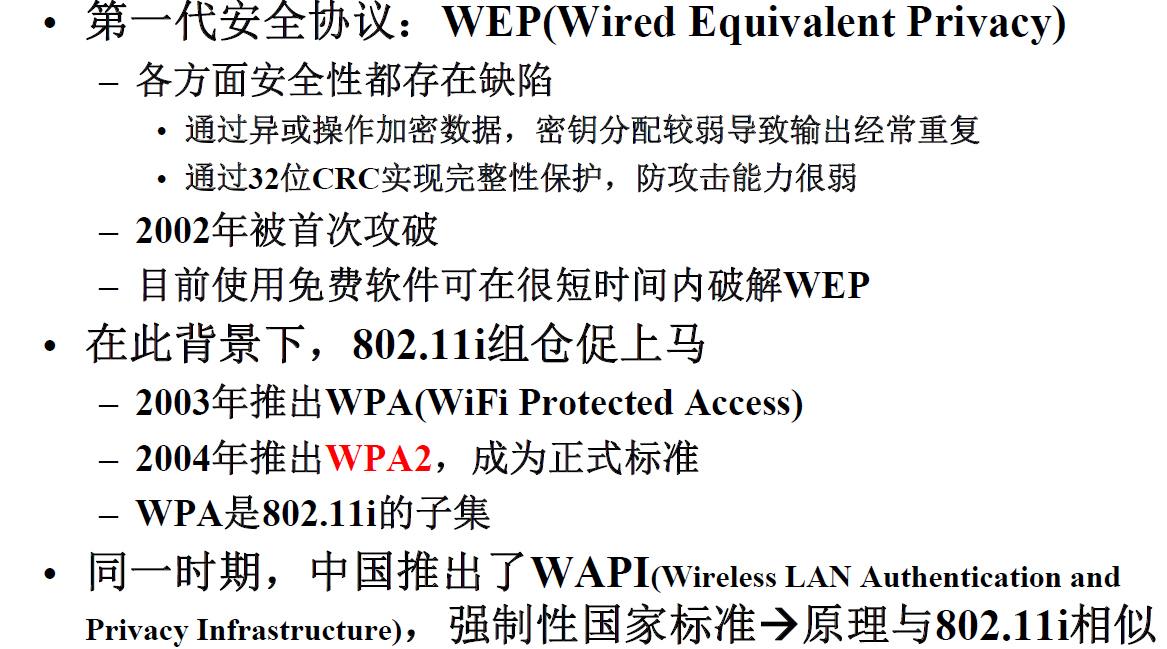 • 第一代安全协议：WEP(Wired Equivalent Privacy)
– 各方面安全性都存在缺陷
• 通过异或操作加密数据，密钥分配较弱导致输出经常重复
• 通过32位CRC实现完整性保护，防攻击能力很弱
– 2002年被首次攻破
– 目前使用免费软件可在很短时间内破解WEP
• 在此背景下，802.11i组仓促上马
– 2003年推出WPA(WiFi Protected Access)
– 2004年推出WPA2，成为正式标准
– WPA是802.11i的子集
• 同一时期，中国推出了WAPI(Wireless LAN Authentication and
Privacy Infrastructure)，强制性国家标准→原理与802.11i相似